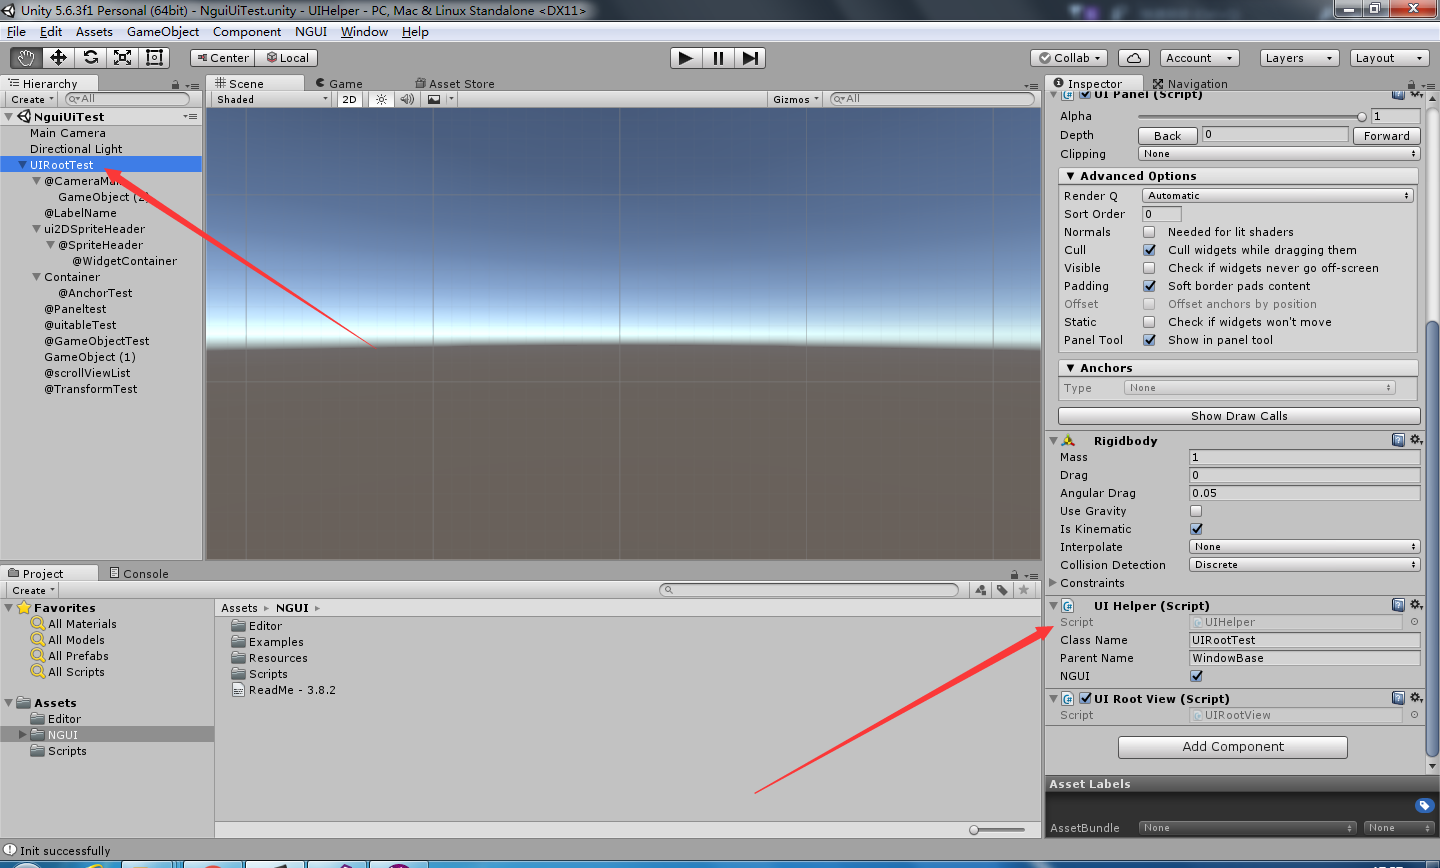 Unity 5.6.3f1 Personal (64bit) - NguiUiTest.unity - UIHelper - PC, Mac & Linux Standalone <DX11>
File Edit Assets GameObject Component NGUI Window Help
Center Local Collab Account Layers Layout
Hierarchy
Create All
NguiUiTest
Main Camera
Directional Light
UIRootTest
GameObject (2)
@LabelName
ui2DSpriteHeader
@SpriteHeader
@WidgetContainer
Container
@AnchorTest
@Paneltest
@uitableTest
@GameObjectTest
GameObject (1)
@scrollViewList
@TransformTest
Scene Game Asset Store
Shaded 2D Gizmos All
Inspector Navigation
UI Panel (Script)
Alpha 1
Depth Back 0 Forward
Clipping None
Advanced Options
Render Q Automatic
Sort Order 0
Normals Needed for lit shaders
Cull Cull widgets while dragging them
Visible Check if widgets never go off-screen
Padding Soft border pads content
Offset Offset anchors by position
Static Check if widgets won't move
Panel Tool Show in panel tool
Anchors
Type None
Show Draw Calls
Rigidbody
Mass 1
Drag 0
Angular Drag 0.05
Use Gravity
Is Kinematic
Interpolate None
Collision Detection Discrete
Constraints
UI Helper (Script)
Script UIHelper
Class Name UIRootTest
Parent Name WindowBase
NGUI
UI Root View (Script)
Script UIRootView
Add Component
Asset Labels
AssetBundle None None
Project Console
Create
Favorites
All Materials
All Models
All Prefabs
All Scripts
Assets
Editor
NGUI
Scripts
Assets NGUI
Editor
Examples
Resources
Scripts
ReadMe - 3.8.2
Init successfully